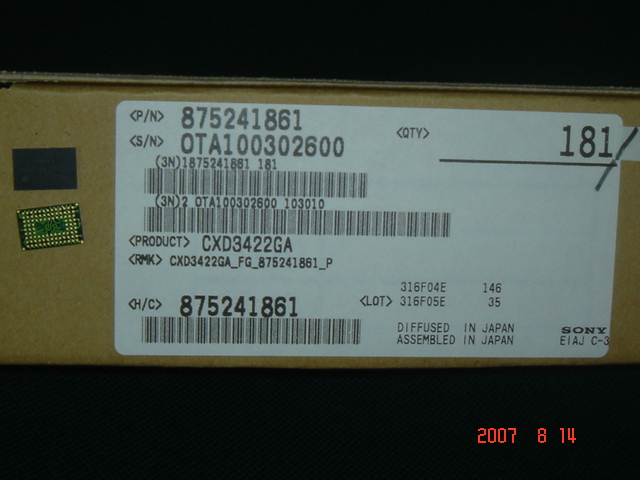 <P/N> 875241861
<S/N> OTA100302600
<QTY> 181
(3N)1875241861 181
(3N)2 OTA100302600 103010
<PRODUCT> CXD3422GA
<RMK> CXD3422GA_FG_875241861_P
316F04E 146
<H/C> 875241861 <LOT> 316F05E 35
DIFFUSED IN JAPAN SONY
ASSEMBLED IN JAPAN EIAJ C-3
2007 8 14